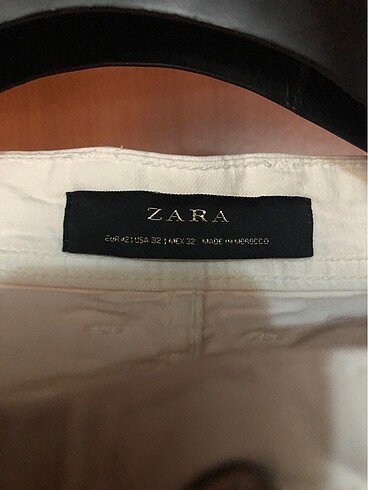 ZARA
EUR 42 | USA 32 | MEX 32 MADE IN MOROCCO